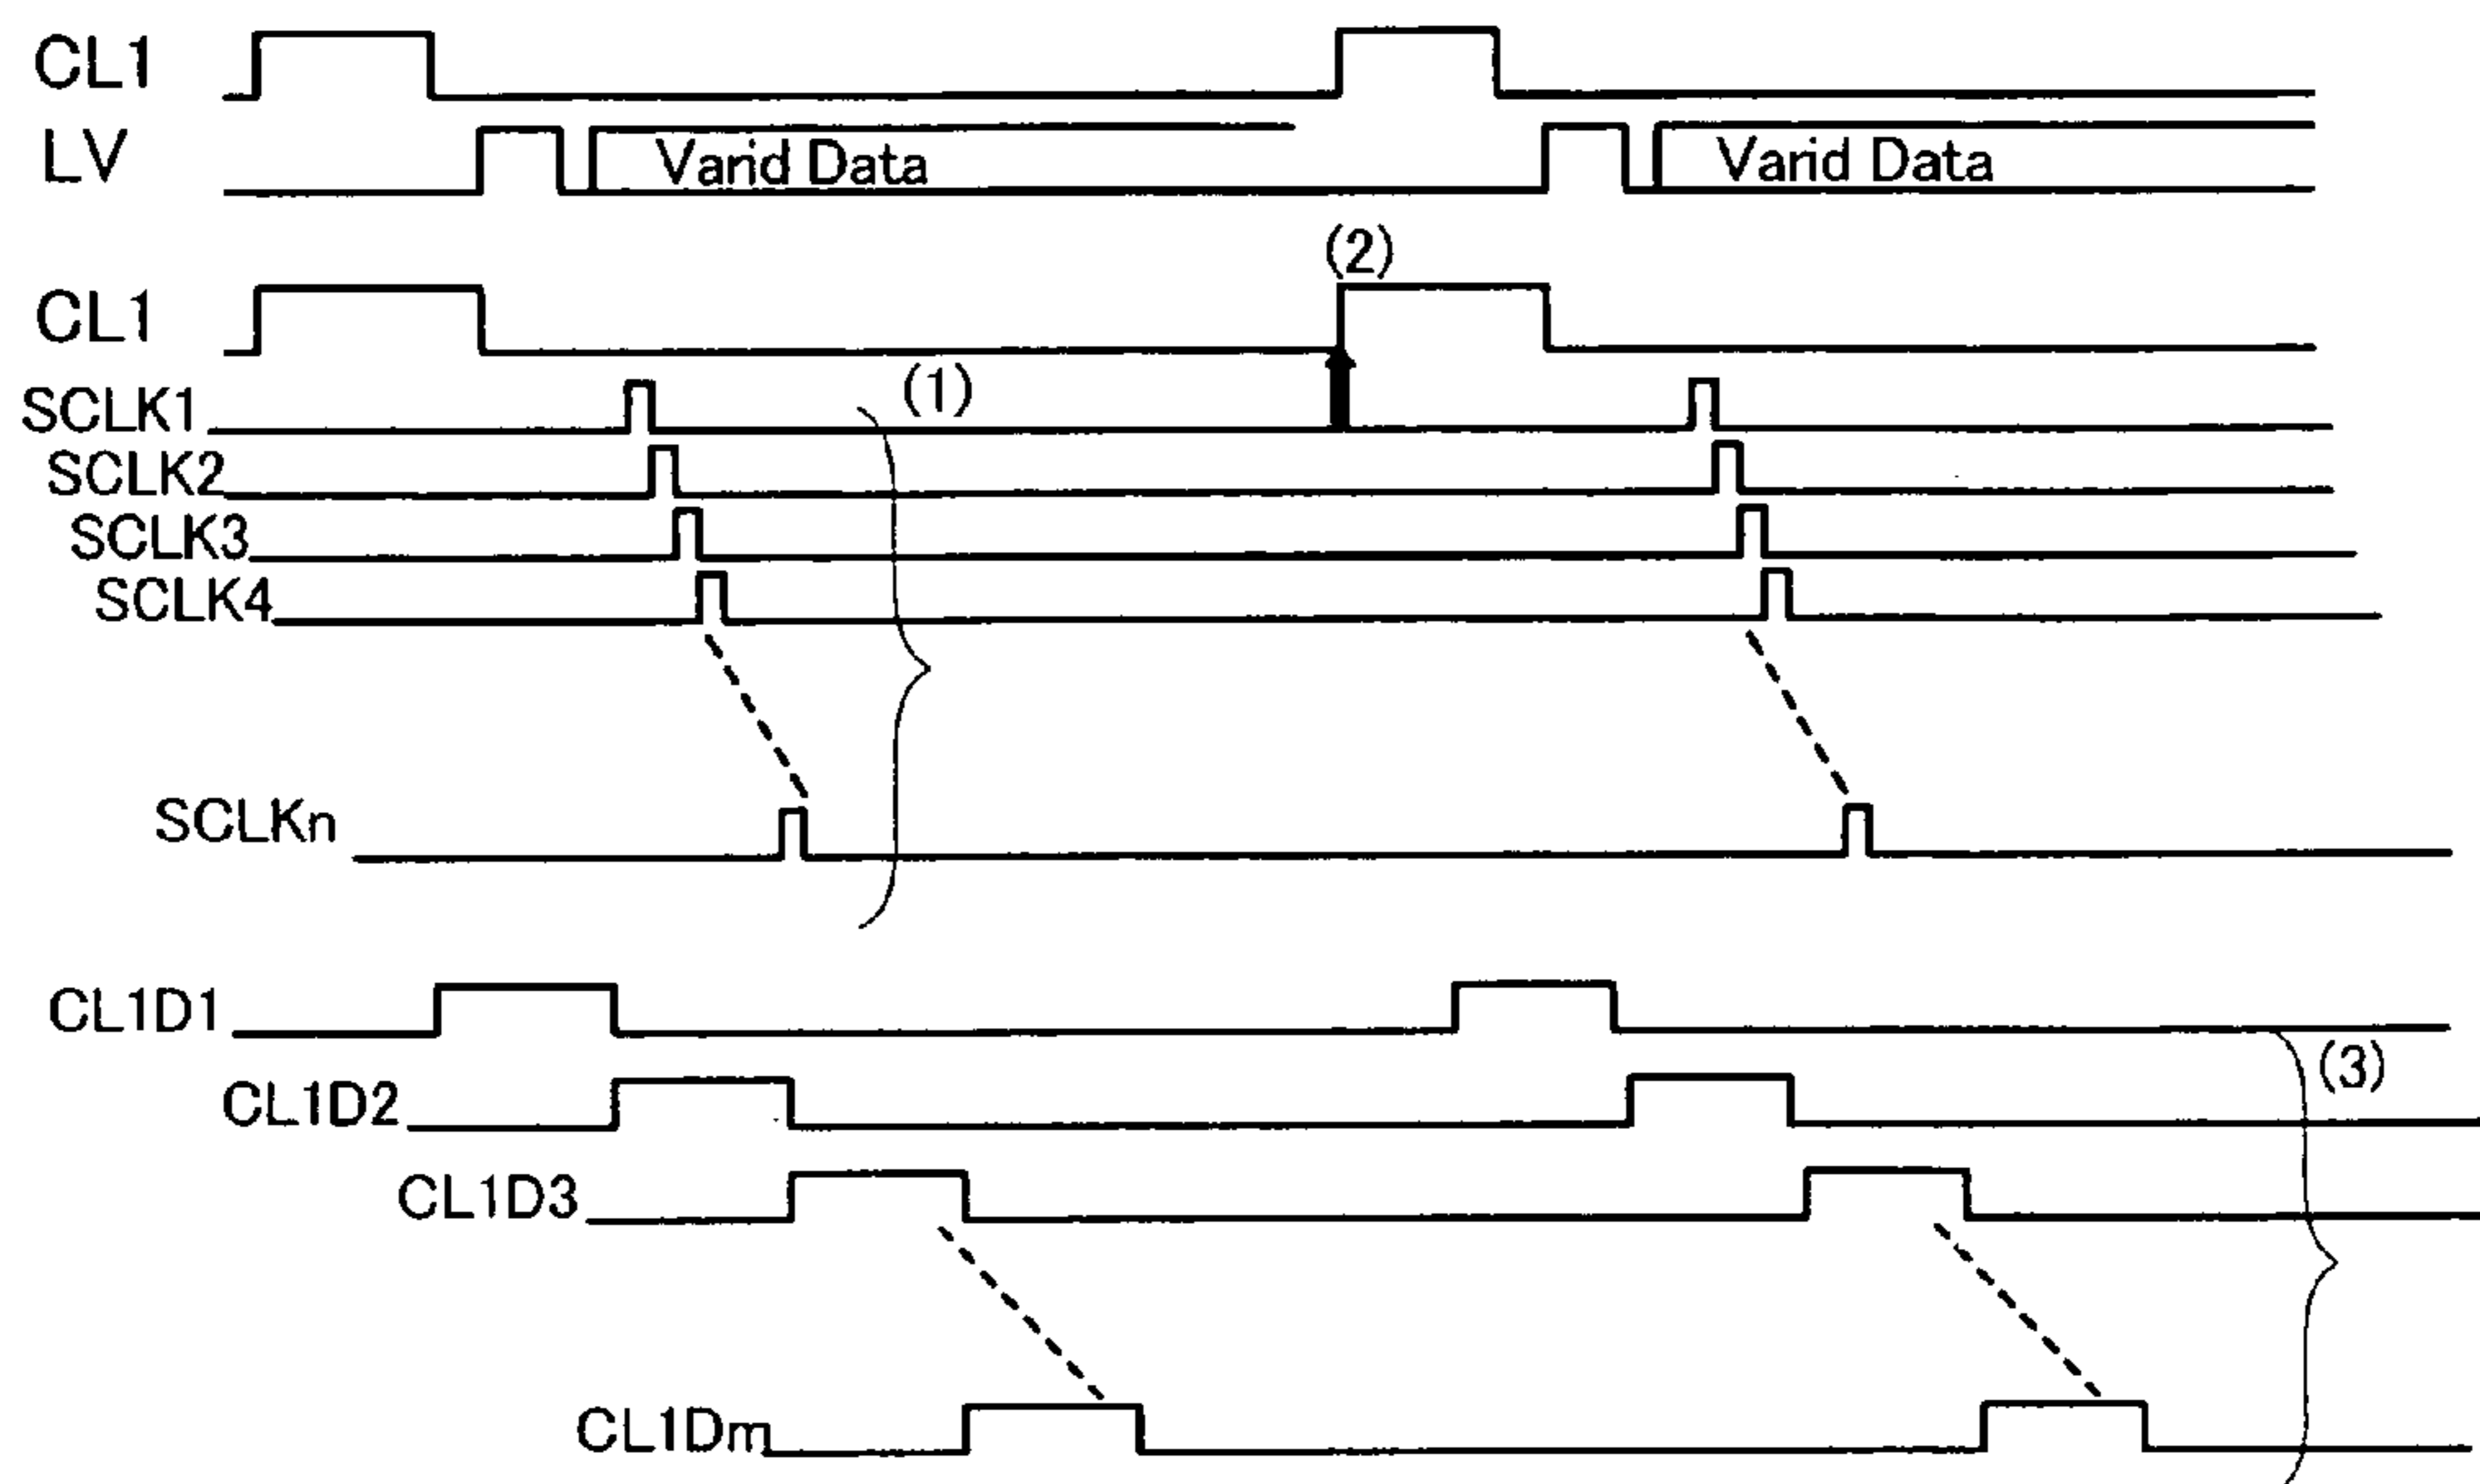 CL1
LV Varid Data Varid Data
(2)
CL1
(1)
SCLK1
SCLK2
SCLK3
SCLK4
SCLKn
CL1D1
(3)
CL1D2
CL1D3
CL1Dm